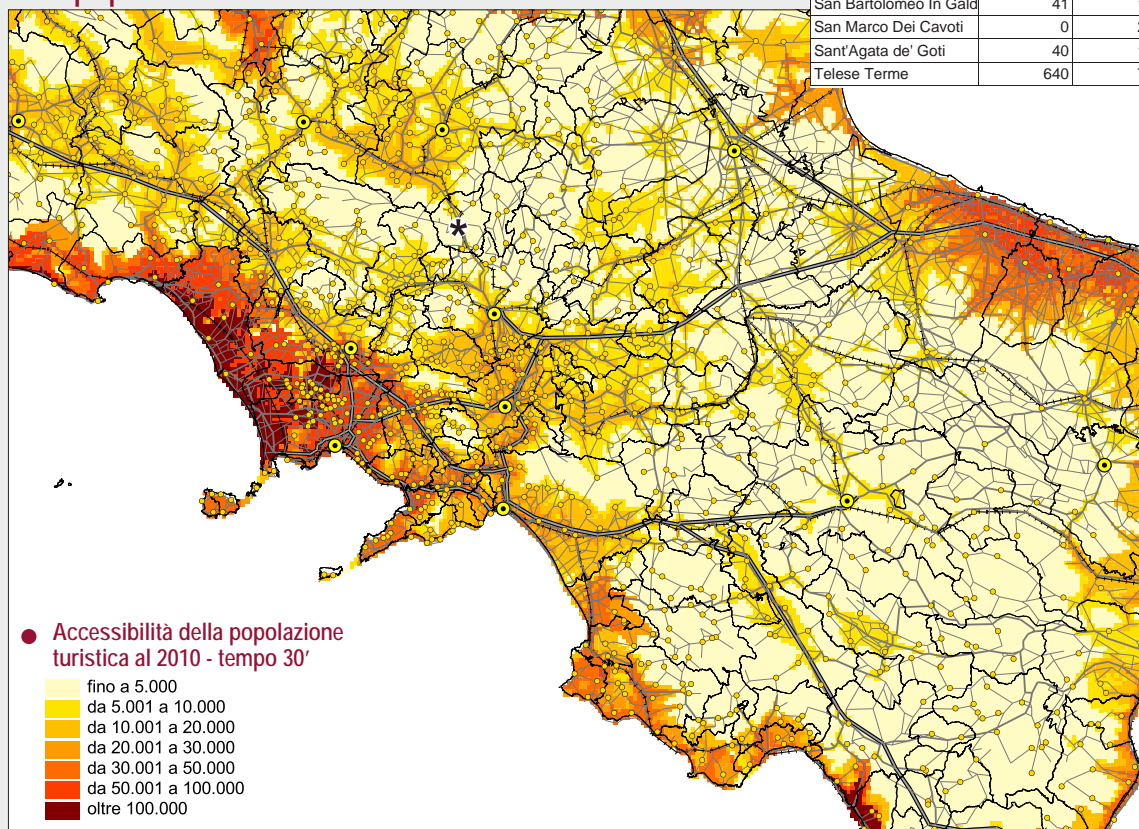 San Bartolomeo In Gald 41
San Marco Dei Cavoti 0
Sant'Agata de' Goti 40
Telese Terme 640
*
Accessibilità della popolazione
turistica al 2010 - tempo 30'
fino a 5.000
da 5.001 a 10.000
da 10.001 a 20.000
da 20.001 a 30.000
da 30.001 a 50.000
da 50.001 a 100.000
oltre 100.000